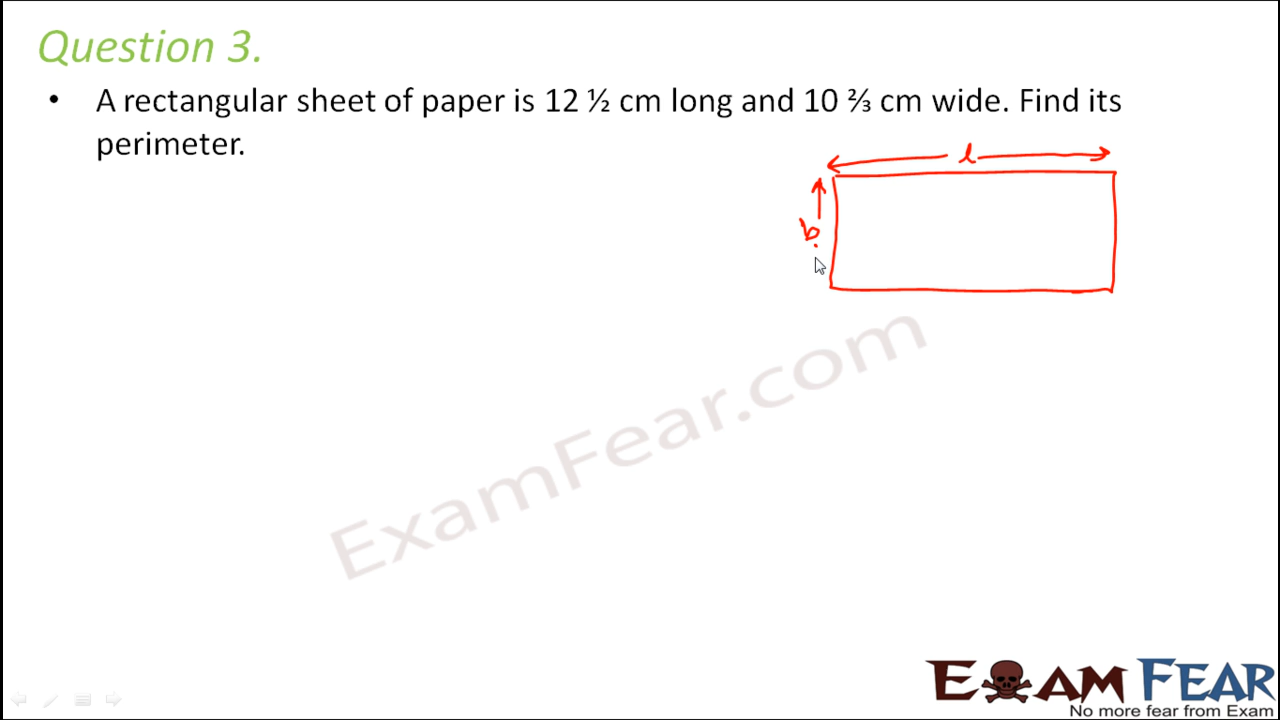 Question 3.
• A rectangular sheet of paper is 12 ½ cm long and 10 ⅔ cm wide. Find its
perimeter.
l
b
ExamFear.com
EXAM FEAR
No more fear from Exam